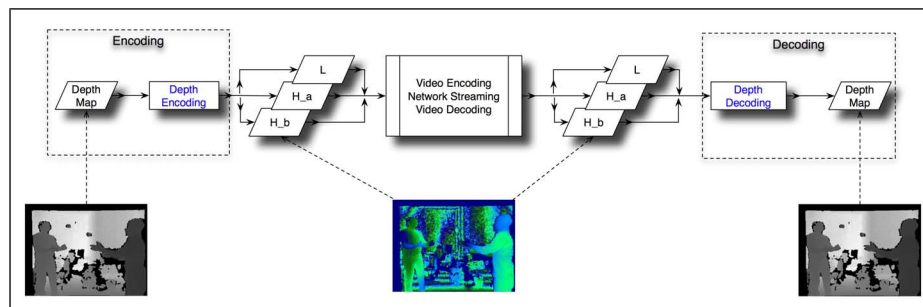 Encoding
Depth
Map
Depth
Encoding
L
H_a
H_b
Video Encoding
Network Streaming
Video Decoding
L
H_a
H_b
Decoding
Depth
Decoding
Depth
Map